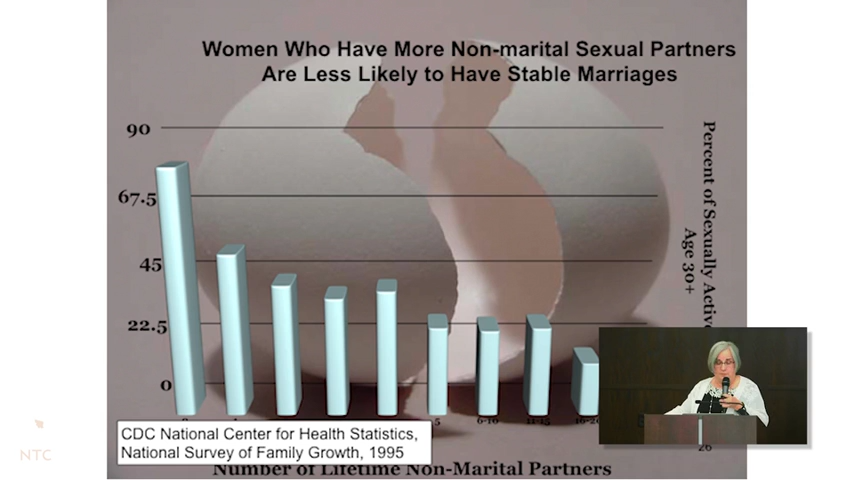 Women Who Have More Non-marital Sexual Partners
Are Less Likely to Have Stable Marriages
90
67.5
45
22.5
0
Percent of Sexually Active
Age 30+
5
6-10
11-15
16-20
CDC National Center for Health Statistics,
National Survey of Family Growth, 1995
Number of Lifetime Non-Marital Partners
NTC